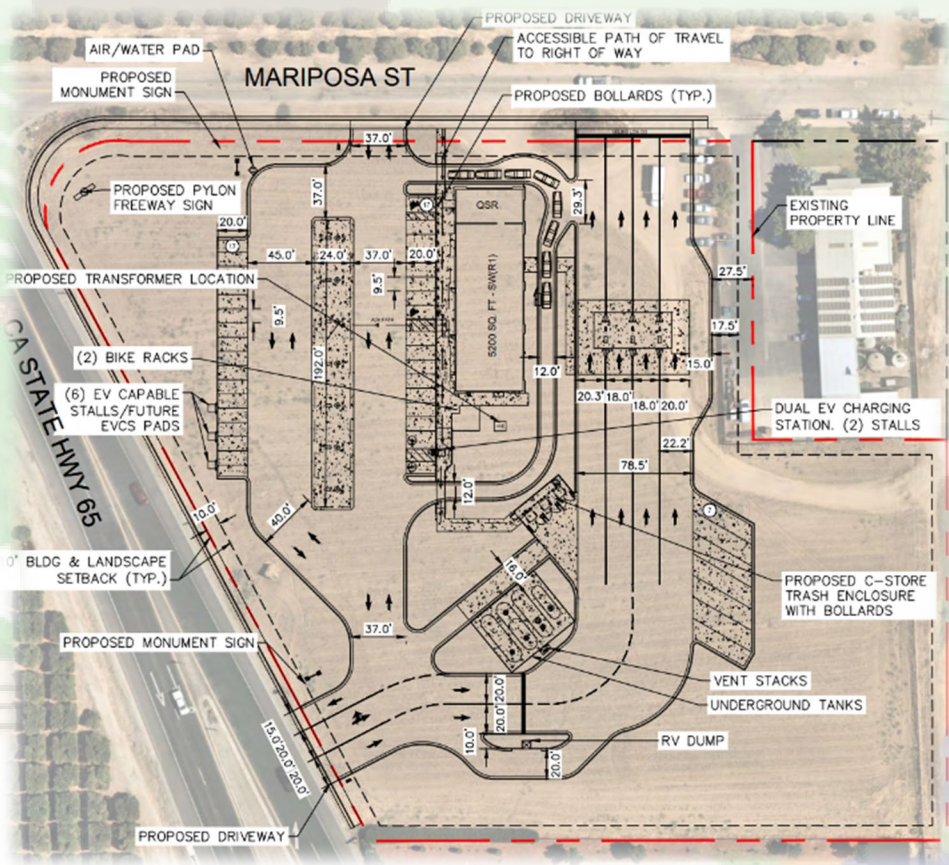 PROPOSED DRIVEWAY
ACCESSIBLE PATH OF TRAVEL
TO RIGHT OF WAY
AIR/WATER PAD
MARIPOSA ST
PROPOSED
MONUMENT SIGN
PROPOSED BOLLARDS (TYP.)
37.0'
PROPOSED PYLON
FREEWAY SIGN
37.0'
17
QSR
29.3'
EXISTING
PROPERTY LINE
20.0'
17
45.0'
24.0'
37.0'
20.0'
PROPOSED TRANSFORMER LOCATION
9.5'
9.5'
5200 SQ. FT - SW(R1)
27.5'
17.5'
CA STATE HWY 65
(2) BIKE RACKS
192.0'
12.0'
15.0'
20.3'
18.0'
18.0'
20.0'
(6) EV CAPABLE
STALLS/FUTURE
EVCS PADS
DUAL EV CHARGING
STATION. (2) STALLS
22.2'
78.5'
12.0'
10.0'
40.0'
7
0' BLDG & LANDSCAPE
SETBACK (TYP.)
16.0'
PROPOSED C-STORE
TRASH ENCLOSURE
WITH BOLLARDS
37.0'
PROPOSED MONUMENT SIGN
VENT STACKS
20.0'
20.0'
UNDERGROUND TANKS
15.0'
20.0'
20.0'
10.0'
RV DUMP
20.0'
PROPOSED DRIVEWAY